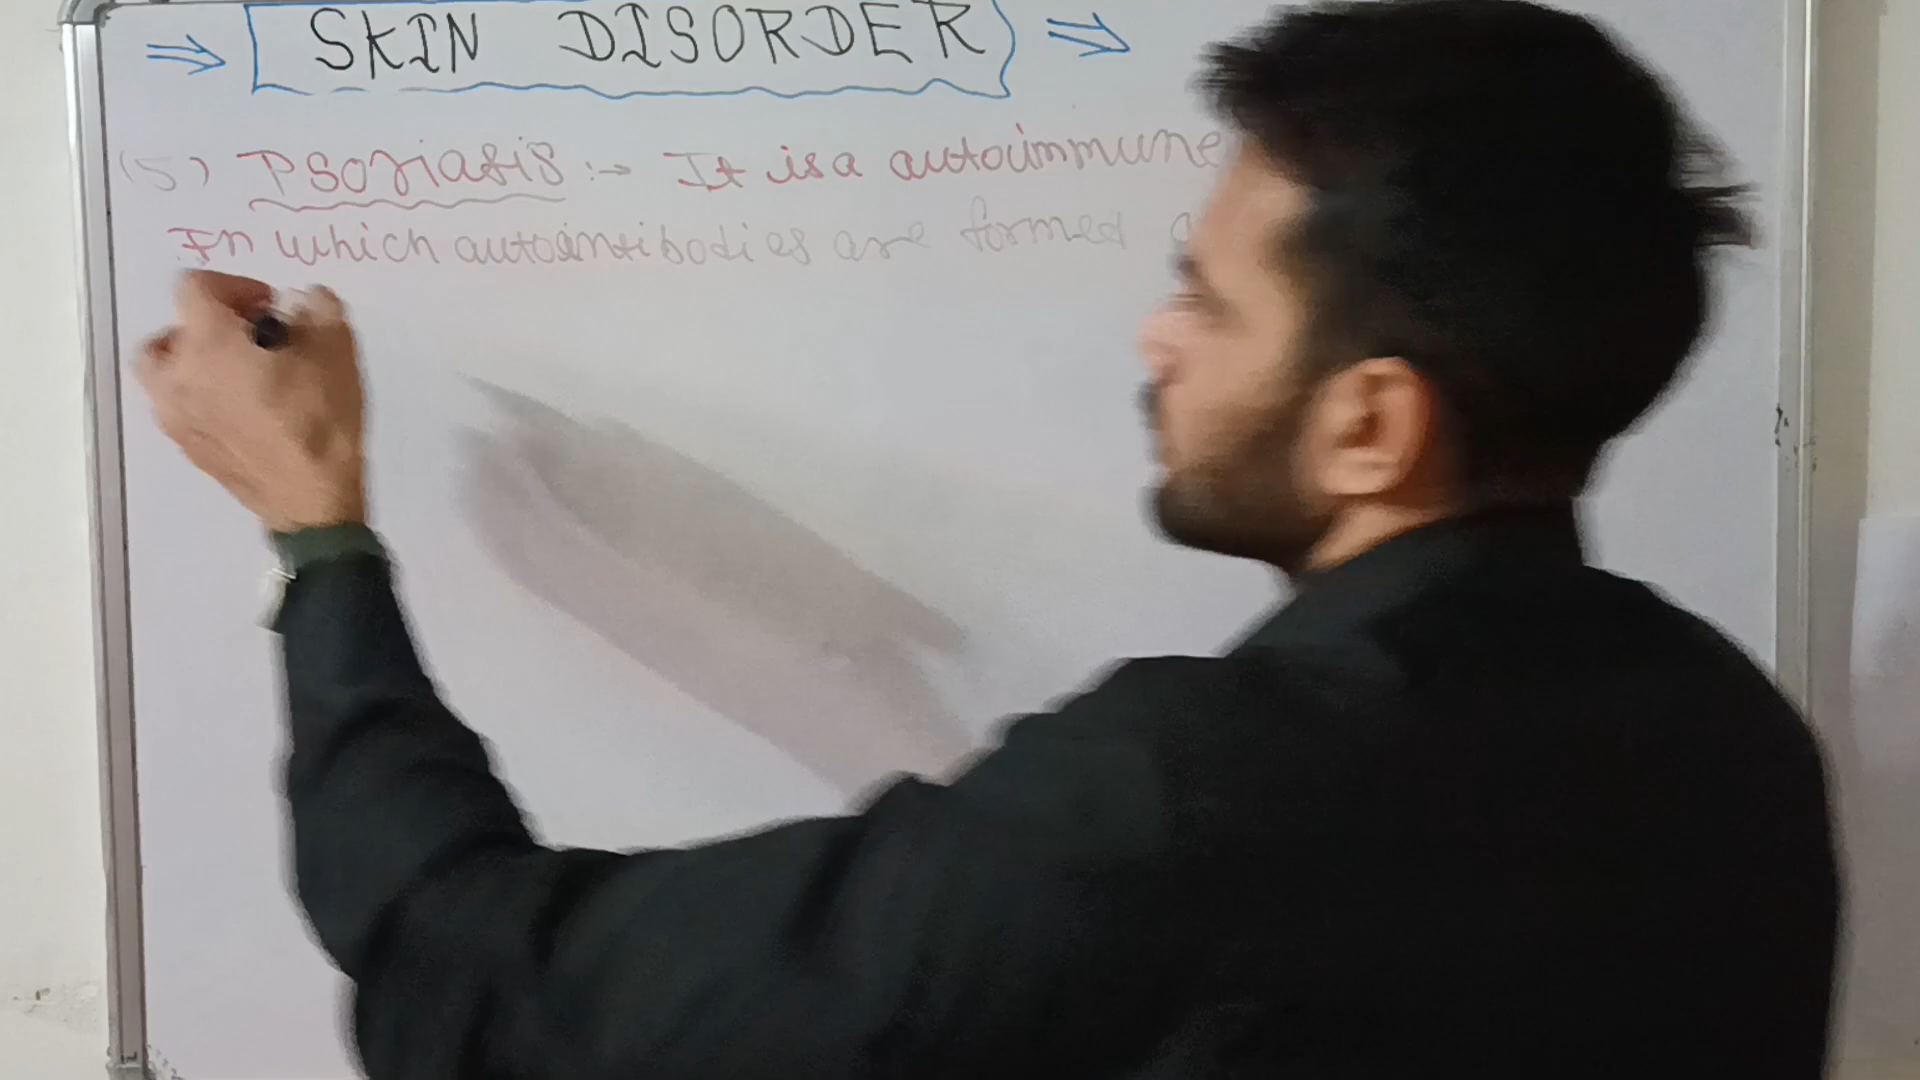 ⇒ SKIN DISORDER ⇒
(5) Psoriasis :→ It is a autoimmune
In which autoantibodies are formed